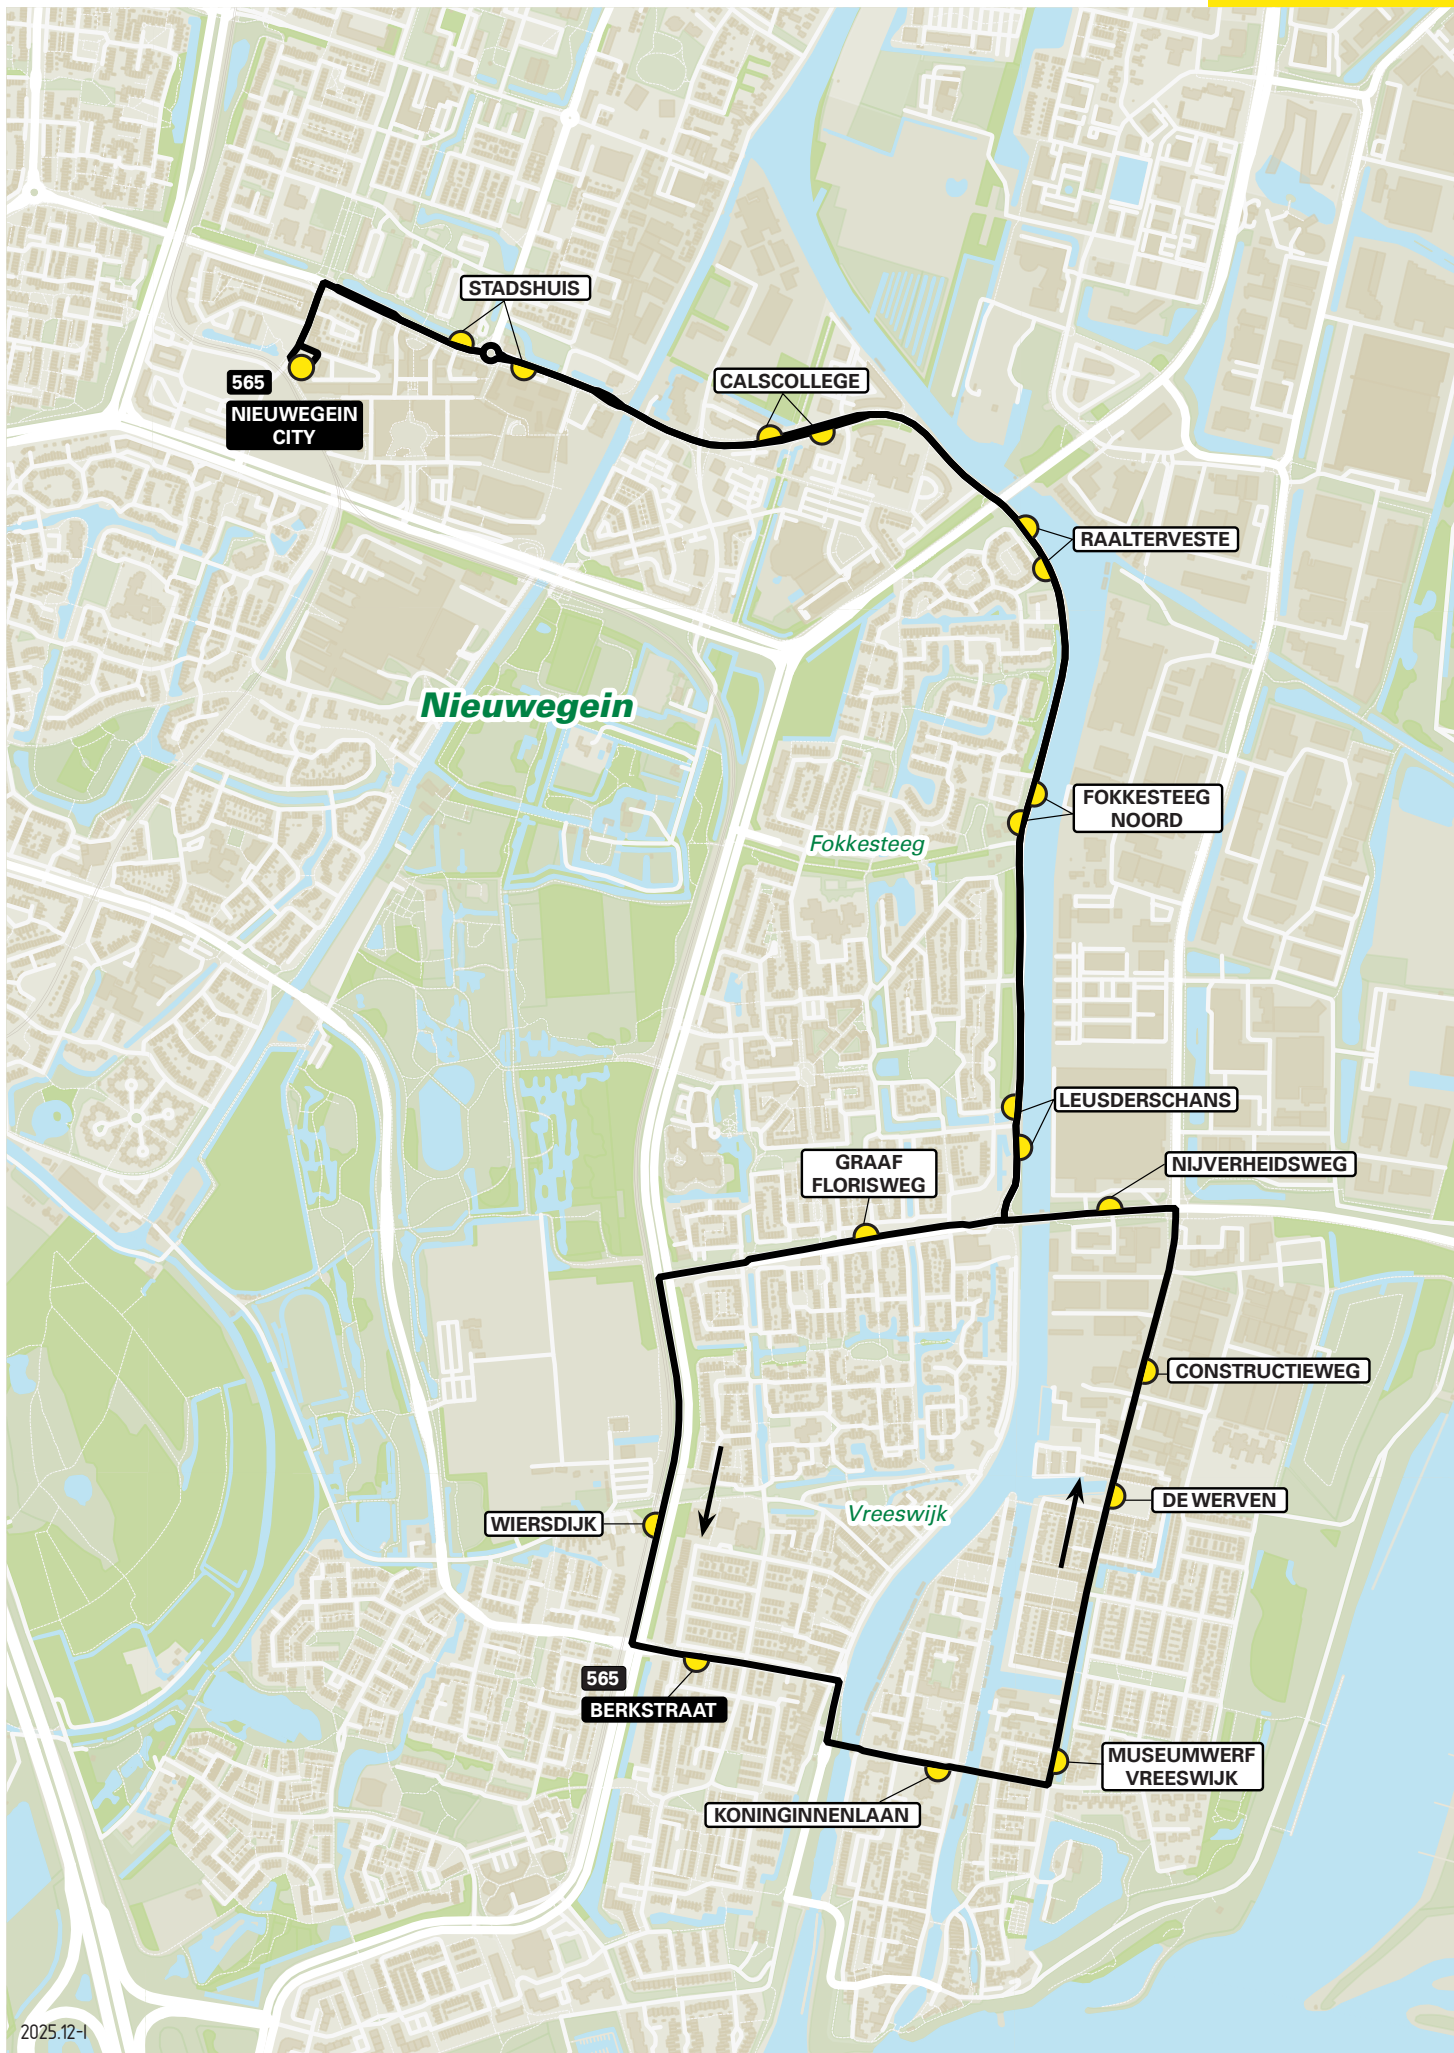 STADSHUIS
CALSCOLLEGE
565
NIEUWEGEIN
CITY
RAALTERVESTE
Nieuwegein
FOKKESTEEG
NOORD
Fokkesteeg
LEUSDERSCHANS
GRAAF
FLORISWEG
NIJVERHEIDSWEG
CONSTRUCTIEWEG
DE WERVEN
Vreeswijk
WIERSDIJK
565
BERKSTRAAT
MUSEUMWERF
VREESWIJK
KONINGINNENLAAN
2025.12-I